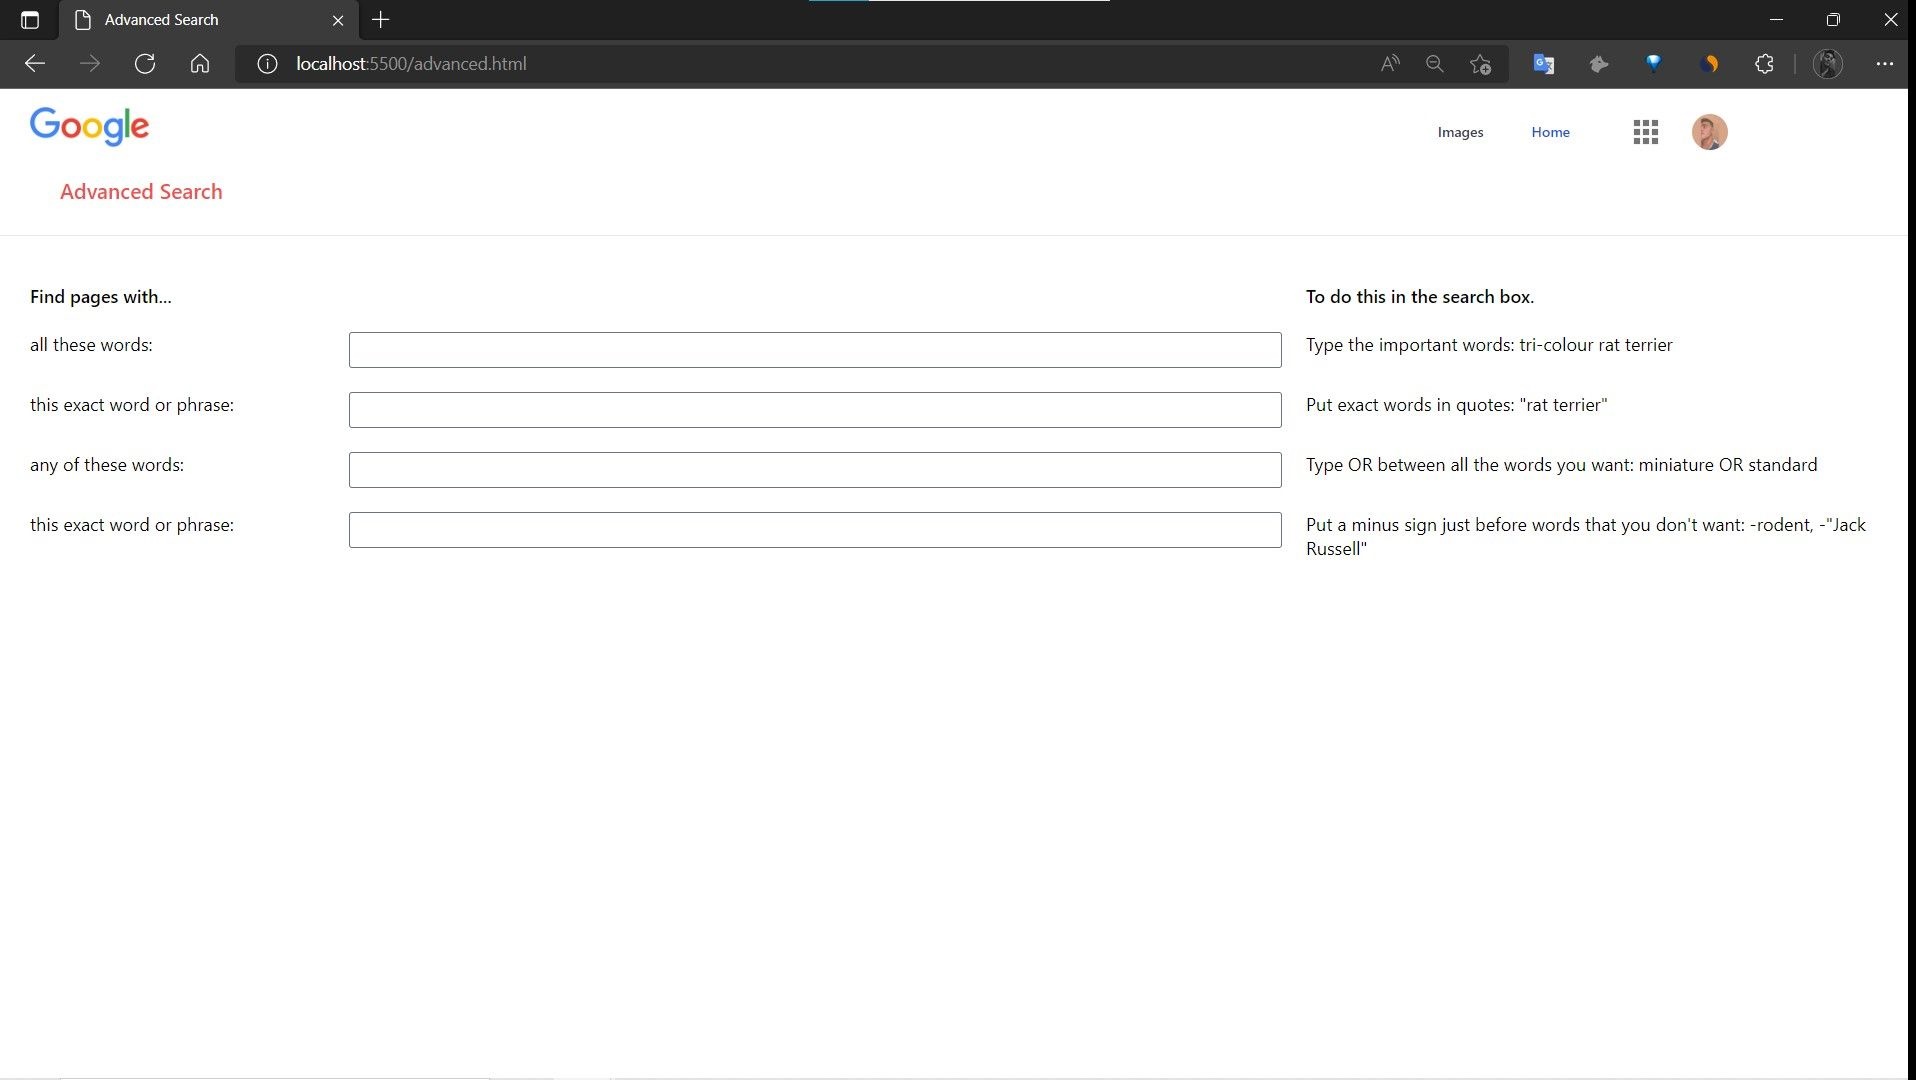 Advanced Search
localhost:5500/advanced.html
Google
Images
Home
Advanced Search
Find pages with...
To do this in the search box.
all these words:
Type the important words: tri-colour rat terrier
this exact word or phrase:
Put exact words in quotes: "rat terrier"
any of these words:
Type OR between all the words you want: miniature OR standard
this exact word or phrase:
Put a minus sign just before words that you don't want: -rodent, -"Jack
Russell"